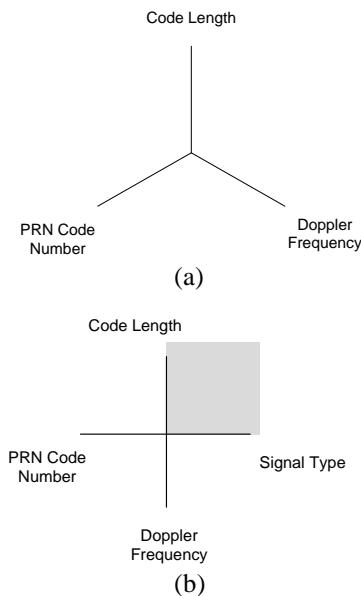 Code Length
PRN Code
Number
Doppler
Frequency
(a)
Code Length
PRN Code
Number
Signal Type
Doppler
Frequency
(b)